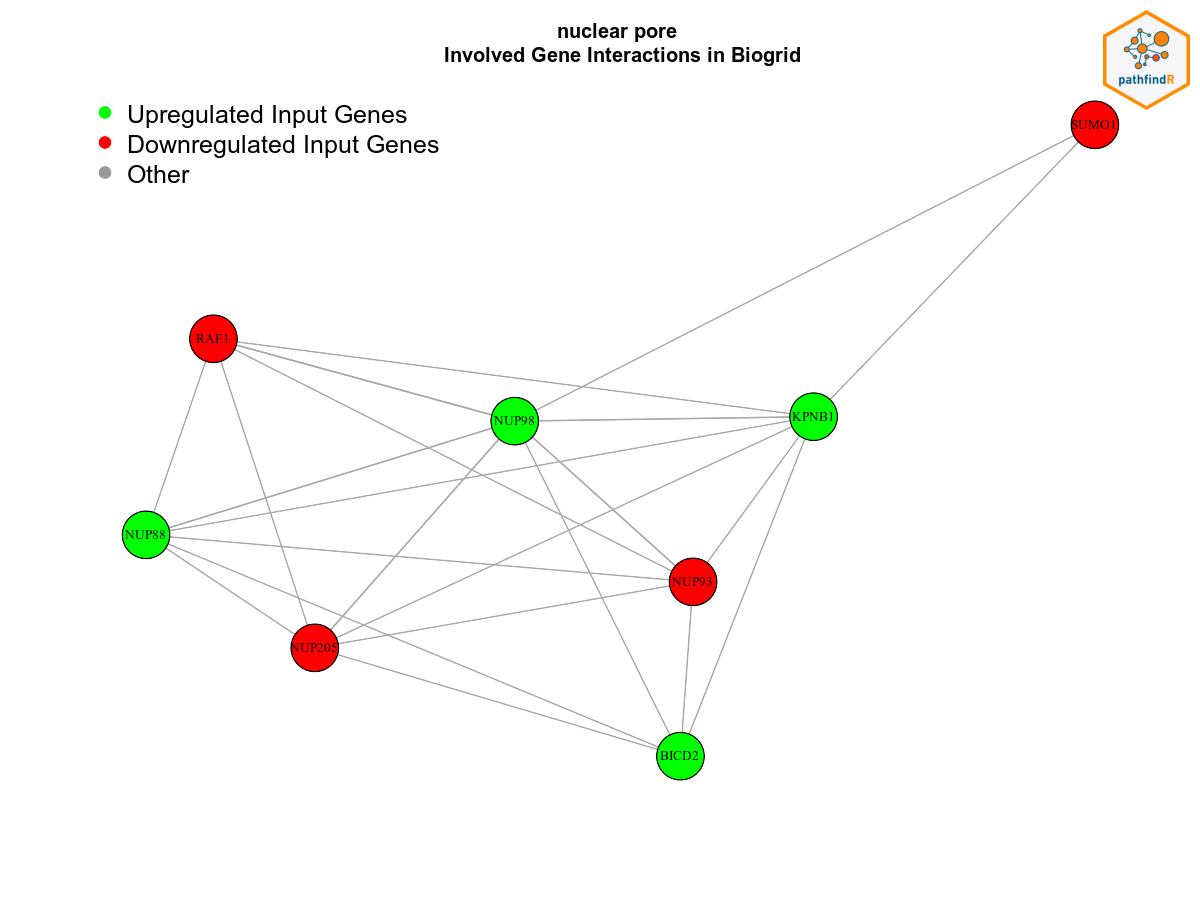 nuclear pore
Involved Gene Interactions in Biogrid
pathfindR
Upregulated Input Genes
Downregulated Input Genes
Other
SUMO1
RAE1
NUP98
KPNB1
NUP88
NUP93
NUP205
BICD2